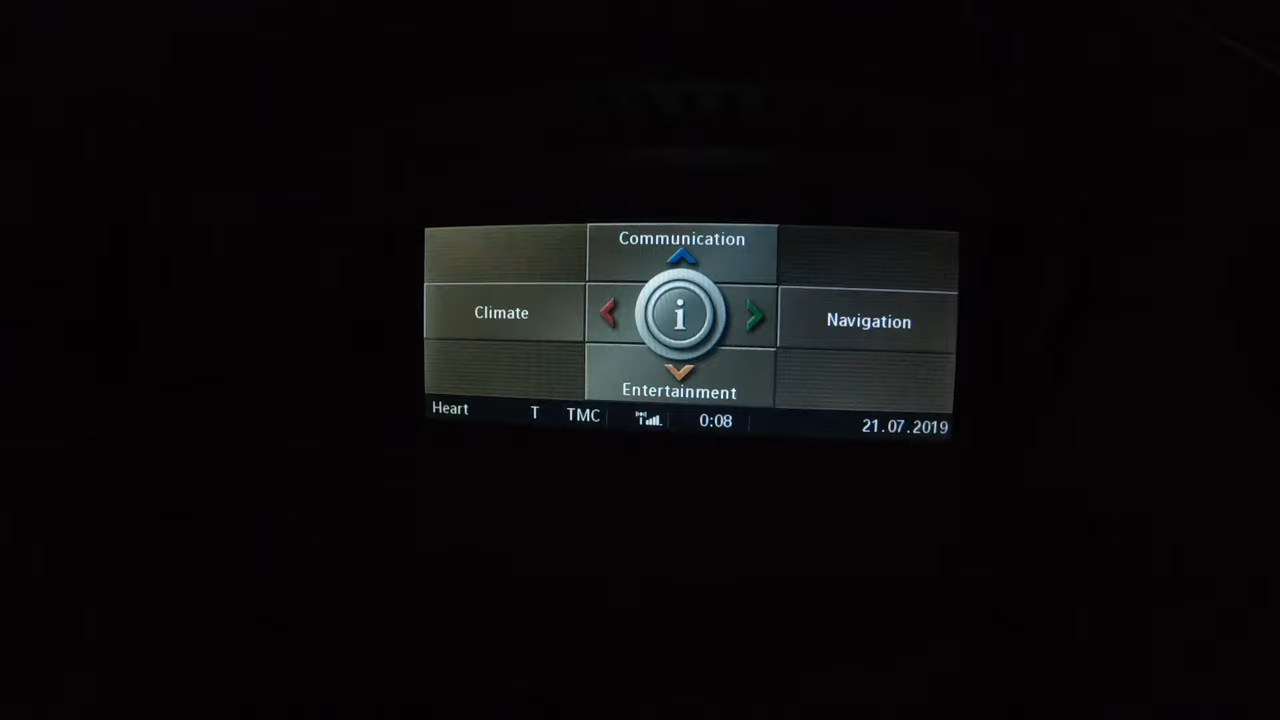 Communication
Climate
i
Navigation
Entertainment
Heart T TMC 0:08 21.07.2019